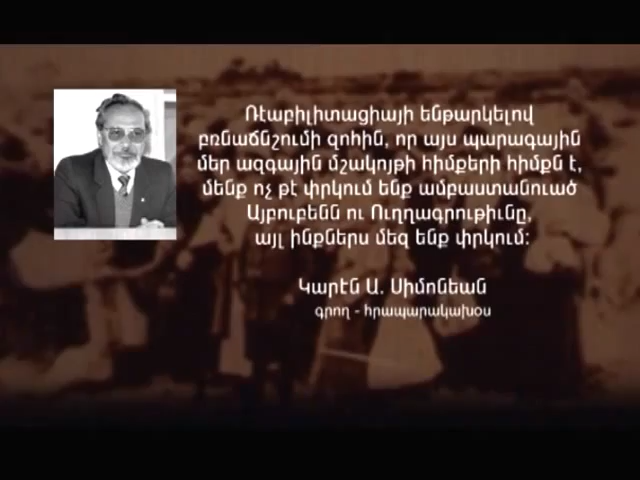 Ռէաբիլիտացիայի ենթարկելով
բռնաճնշումի զոհին, որ այս պարագային
մեր ազգային մշակոյթի հիմքերի հիմքն է,
մենք ոչ թէ փրկում ենք ամբաստանուած
Այբուբենն ու Ուղղագրութիւնը,
այլ ինքներս մեզ ենք փրկում:
Կարէն Ա. Սիմոնեան
գրող - հրապարակախօս